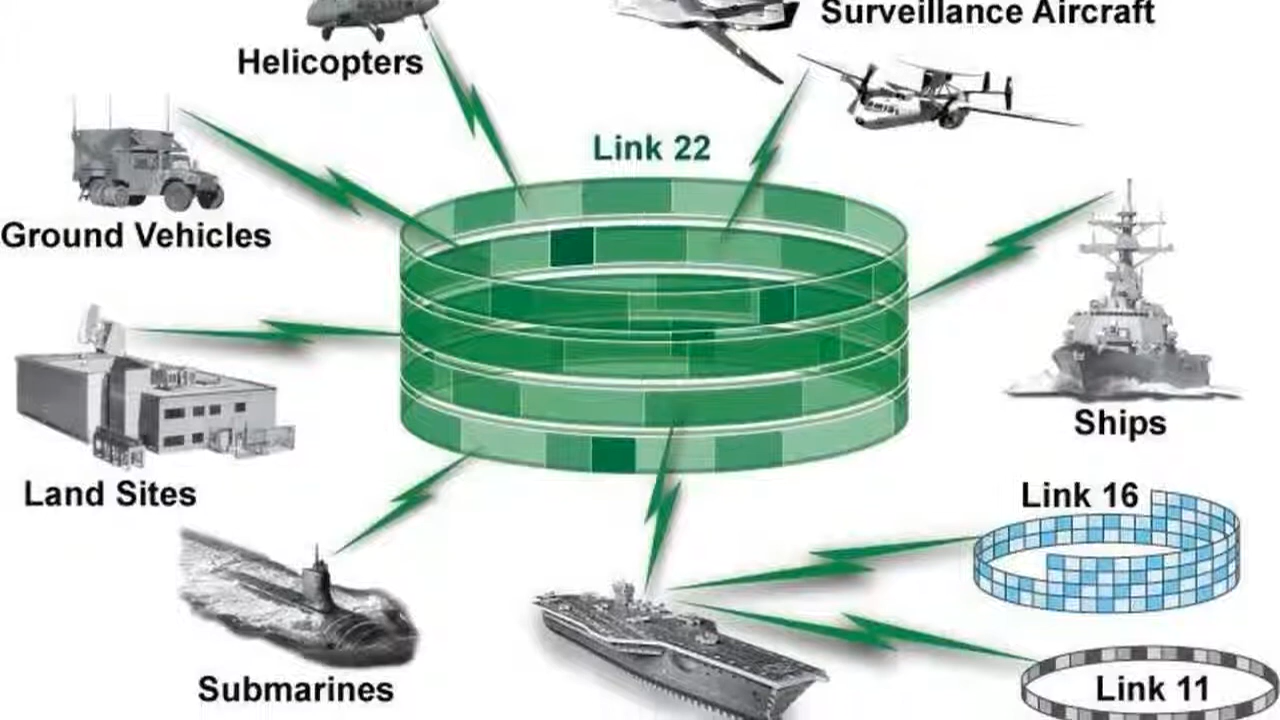 Surveillance Aircraft
Helicopters
Link 22
Ground Vehicles
Ships
Land Sites
Link 16
Submarines
Link 11